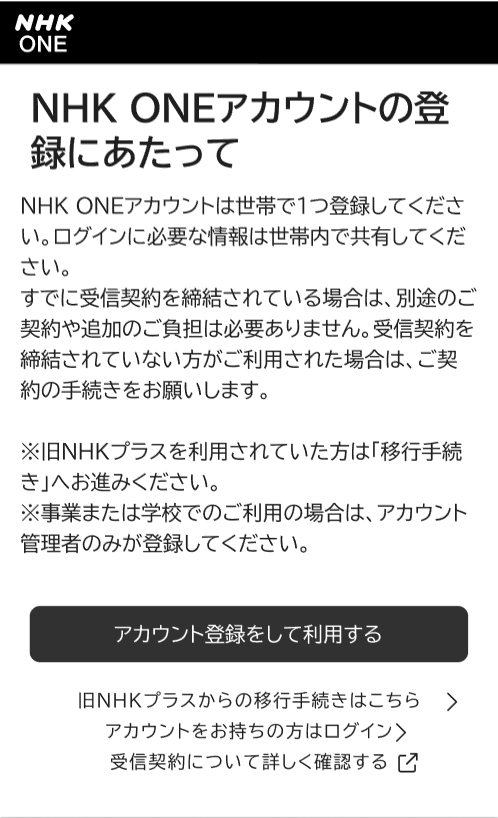 NHK
ONE
NHK ONEアカウントの登
録にあたって
NHK ONEアカウントは世帯で1つ登録してくださ
い。ログインに必要な情報は世帯内で共有してくだ
さい。
すでに受信契約を締結されている場合は、別途のご
契約や追加のご負担は必要ありません。受信契約を
締結されていない方がご利用された場合は、ご契
約の手続きをお願いします。
※旧NHKプラスを利用されていた方は「移行手続
き」へお進みください。
※事業または学校でのご利用の場合は、アカウント
管理者のみが登録してください。
アカウント登録をして利用する
旧NHKプラスからの移行手続きはこちら
アカウントをお持ちの方はログイン
受信契約について詳しく確認する